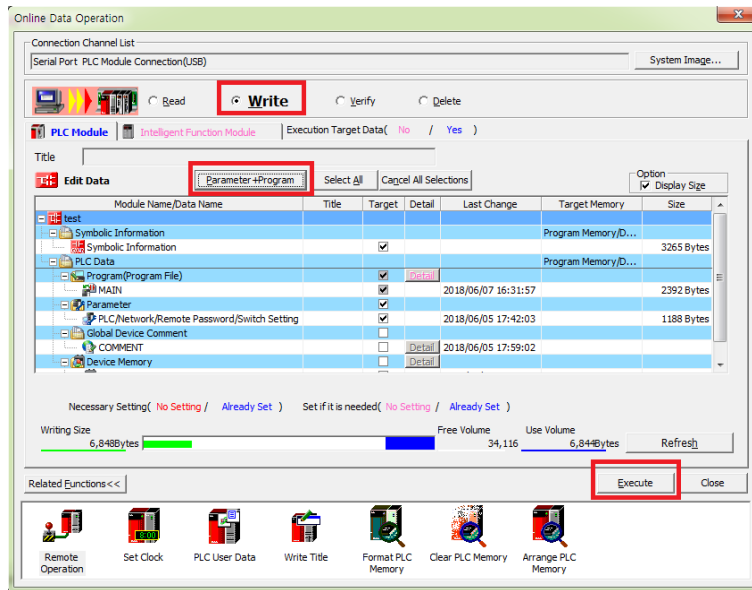 Online Data Operation
Connection Channel List
Serial Port PLC Module Connection(USB)
System Image...
Read
Write
Verify
Delete
PLC Module
Intelligent Function Module
Execution Target Data( No / Yes )
Title
Edit Data
Parameter+Program
Select All
Cancel All Selections
Option
Display Size
Module Name/Data Name Title Target Detail Last Change Target Memory Size
test
Symbolic Information Program Memory/D...
Symbolic Information 3265 Bytes
PLC Data Program Memory/D...
Program(Program File) Detail
MAIN 2018/06/07 16:31:57 2392 Bytes
Parameter
PLC/Network/Remote Password/Switch Setting 2018/06/05 17:42:03 1188 Bytes
Global Device Comment
COMMENT Detail 2018/06/05 17:59:02
Device Memory Detail
Necessary Setting( No Setting / Already Set ) Set if it is needed( No Setting / Already Set )
Writing Size
6,848Bytes
Free Volume
34,116
Use Volume
6,844Bytes
Refresh
Related Functions<<
Execute
Close
Remote
Operation
Set Clock
PLC User Data
Write Title
Format PLC
Memory
Clear PLC Memory
Arrange PLC
Memory